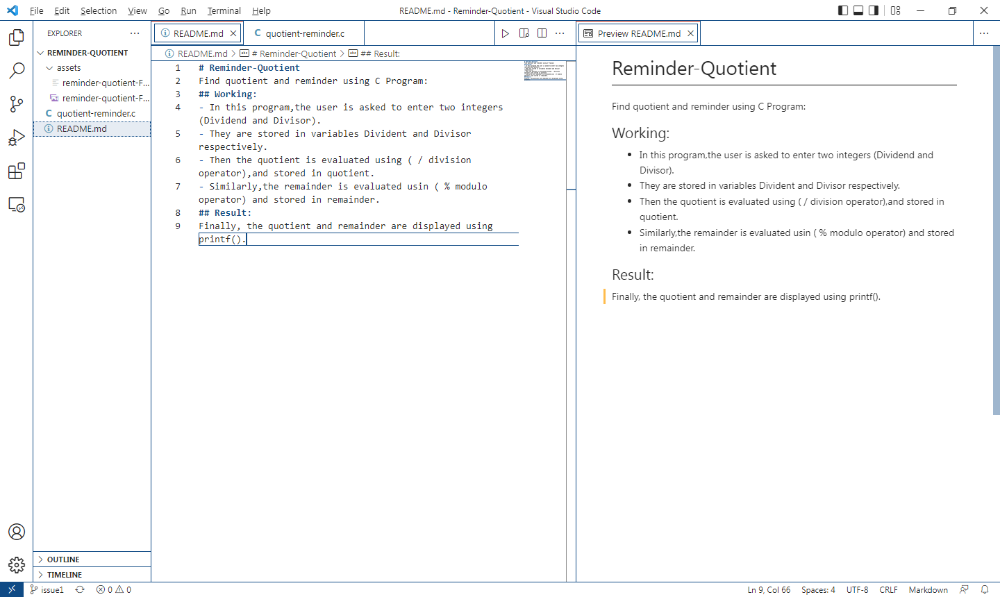 File Edit Selection View Go Run Terminal Help
README.md - Reminder-Quotient - Visual Studio Code
EXPLORER
REMINDER-QUOTIENT
assets
reminder-quotient-F...
reminder-quotient-F...
C quotient-reminder.c
README.md
OUTLINE
TIMELINE
README.md
C quotient-reminder.c
README.md > abc # Reminder-Quotient > abc ## Result:
1 # Reminder-Quotient
2 Find quotient and reminder using C Program:
3 ## Working:
4 - In this program,the user is asked to enter two integers
(Dividend and Divisor).
5 - They are stored in variables Divident and Divisor
respectively.
6 - Then the quotient is evaluated using ( / division
operator),and stored in quotient.
7 - Similarly,the remainder is evaluated usin ( % modulo
operator) and stored in remainder.
8 ## Result:
9 Finally, the quotient and remainder are displayed using
printf().
Preview README.md
Reminder-Quotient
Find quotient and reminder using C Program:
Working:
• In this program,the user is asked to enter two integers (Dividend and
Divisor).
• They are stored in variables Divident and Divisor respectively.
• Then the quotient is evaluated using ( / division operator),and stored in
quotient.
• Similarly,the remainder is evaluated usin ( % modulo operator) and stored
in remainder.
Result:
Finally, the quotient and remainder are displayed using printf().
issue1 0 0
Ln 9, Col 66 Spaces: 4 UTF-8 CRLF Markdown